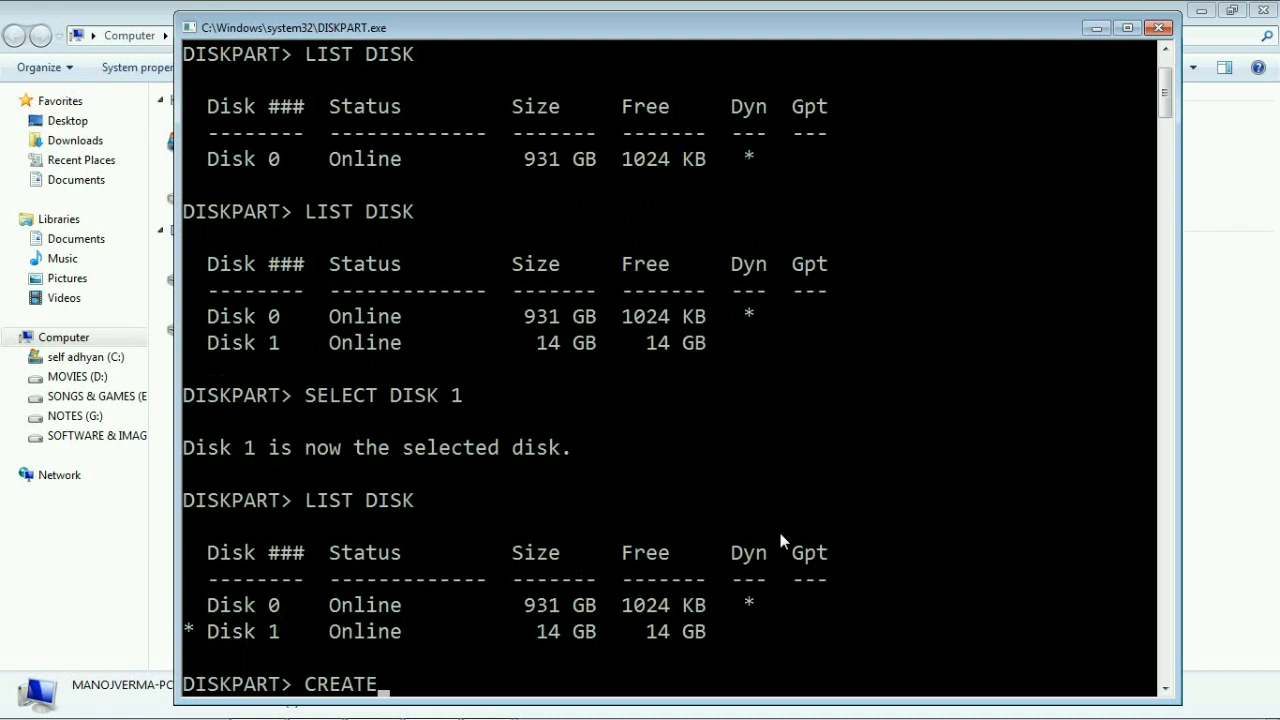 C:\Windows\system32\DISKPART.exe
Computer
Organize
System proper
Favorites
Desktop
Downloads
Recent Places
Documents
Libraries
Documents
Music
Pictures
Videos
Computer
self adhyan (C:)
MOVIES (D:)
SONGS & GAMES (E
NOTES (G:)
SOFTWARE & IMAG
Network
MANOJVERMA-PC
DISKPART> LIST DISK
Disk ### Status Size Free Dyn Gpt
-------- ------------- ------- ------- --- ---
Disk 0 Online 931 GB 1024 KB *
DISKPART> LIST DISK
Disk ### Status Size Free Dyn Gpt
-------- ------------- ------- ------- --- ---
Disk 0 Online 931 GB 1024 KB *
Disk 1 Online 14 GB 14 GB
DISKPART> SELECT DISK 1
Disk 1 is now the selected disk.
DISKPART> LIST DISK
Disk ### Status Size Free Dyn Gpt
-------- ------------- ------- ------- --- ---
Disk 0 Online 931 GB 1024 KB *
* Disk 1 Online 14 GB 14 GB
DISKPART> CREATE